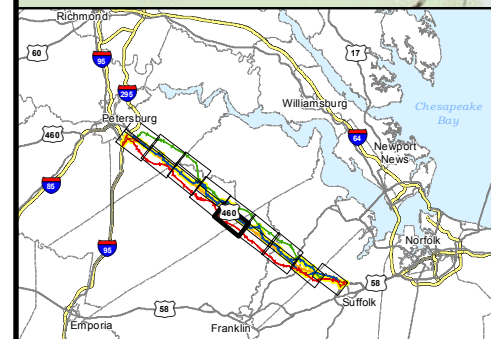 Richmond
60
95
17
295
Williamsburg
Chesapeake
Bay
Petersburg
460
64
Newport
News
85
460
95
Norfolk
58
Suffolk
58
Emporia
Franklin